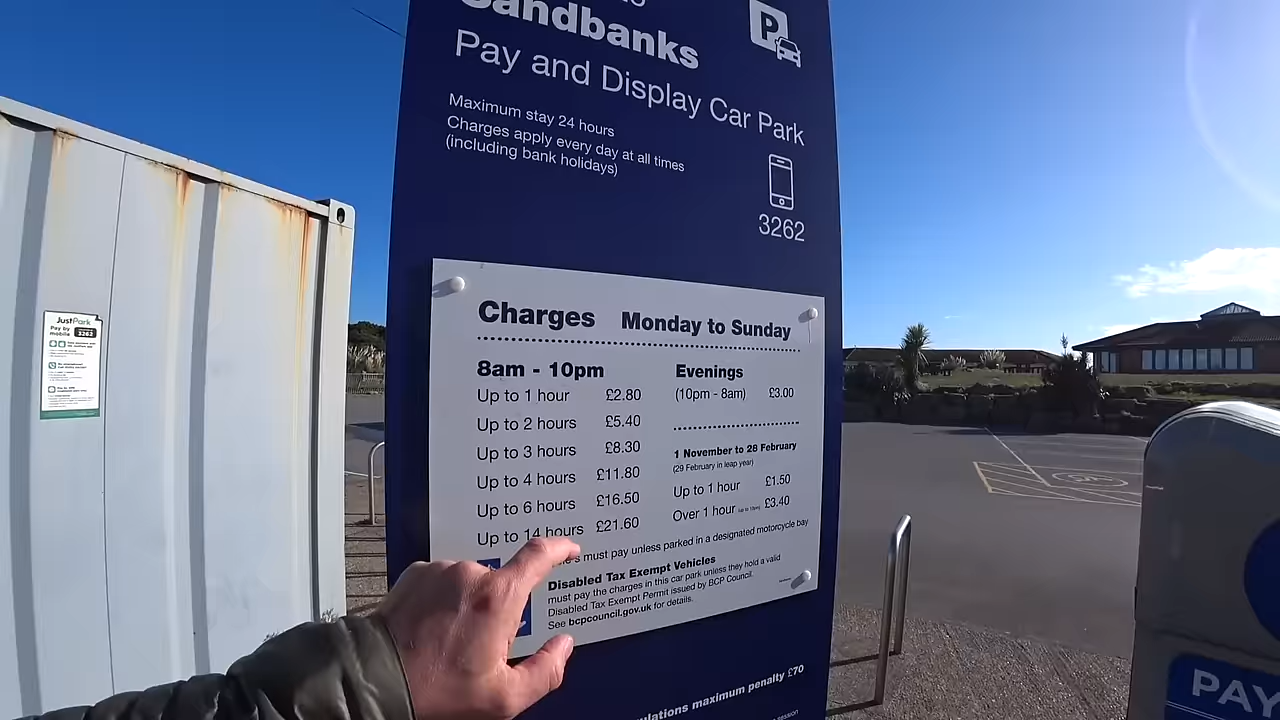 Sandbanks
Pay and Display Car Park
P
Maximum stay 24 hours
Charges apply every day at all times
(including bank holidays)
3262
Charges Monday to Sunday
8am - 10pm
Up to 1 hour £2.80
Up to 2 hours £5.40
Up to 3 hours £8.30
Up to 4 hours £11.80
Up to 6 hours £16.50
Up to 14 hours £21.60
Evenings
(10pm - 8am) £3.00
1 November to 28 February
(29 February in leap year)
Up to 1 hour £1.50
Over 1 hour £3.40
must pay unless parked in a designated motorcycle bay
Disabled Tax Exempt Vehicles
must pay the charges in this car park unless they hold a valid
Disabled Tax Exempt Permit issued by BCP Council.
See bcpcouncil.gov.uk for details.
maximum penalty £70
JustPark
Pay by
mobile 3262
PAY